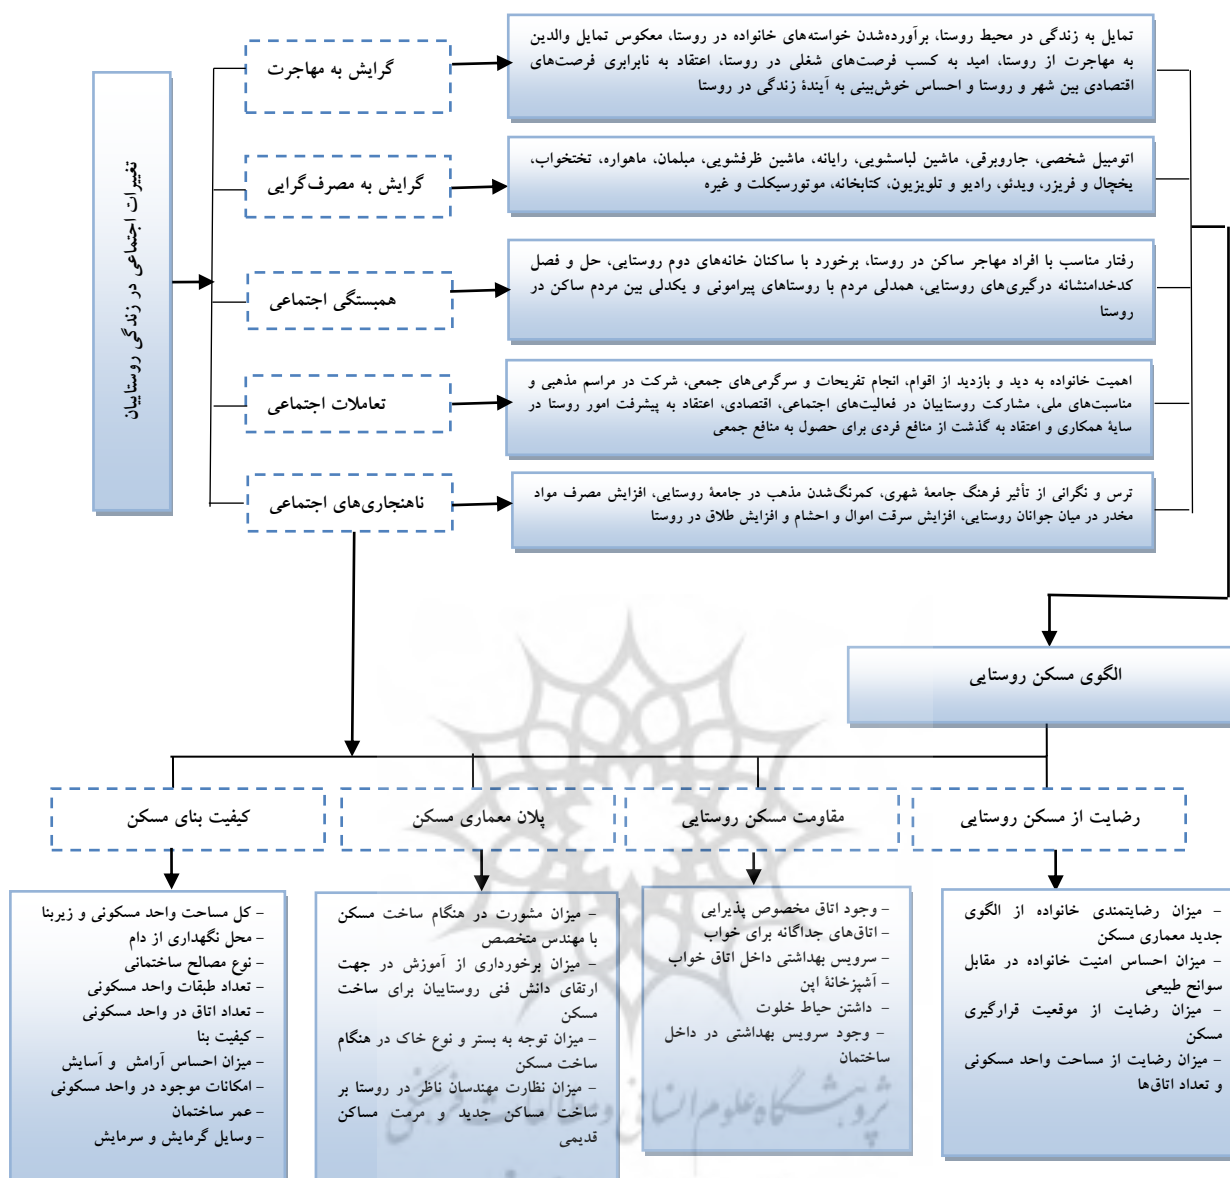 تغییرات اجتماعی در زندگی روستاییان
گرایش به مهاجرت
تمایل به زندگی در محیط روستا، برآورده‌شدن خواسته‌های خانواده در روستا، معکوس تمایل والدین
به مهاجرت از روستا، امید به کسب فرصت‌های شغلی در روستا، اعتقاد به نابرابری فرصت‌های
اقتصادی بین شهر و روستا و احساس خوش‌بینی به آیندۀ زندگی در روستا
گرایش به مصرف‌گرایی
اتومبیل شخصی، جاروبرقی، ماشین لباسشویی، رایانه، ماشین ظرفشویی، مبلمان، ماهواره، تختخواب،
یخچال و فریزر، ویدئو، رادیو و تلویزیون، کتابخانه، موتورسیکلت و غیره
همبستگی اجتماعی
رفتار مناسب با افراد مهاجر ساکن در روستا، برخورد با ساکنان خانه‌های دوم روستایی، حل و فصل
کدخدامنشانه درگیری‌های روستایی، همدلی مردم با روستاهای پیرامونی و یکدلی بین مردم ساکن در
روستا
تعاملات اجتماعی
اهمیت خانواده به دید و بازدید از اقوام، انجام تفریحات و سرگرمی‌های جمعی، شرکت در مراسم مذهبی و
مناسبت‌های ملی، مشارکت روستاییان در فعالیت‌های اجتماعی، اقتصادی، اعتقاد به پیشرفت امور روستا در
سایۀ همکاری و اعتقاد به گذشت از منافع فردی برای حصول به منافع جمعی
ناهنجاری‌های اجتماعی
ترس و نگرانی از تأثیر فرهنگ جامعۀ شهری، کمرنگ‌شدن مذهب در جامعۀ روستایی، افزایش مصرف مواد
مخدر در میان جوانان روستایی، افزایش سرقت اموال و احشام و افزایش طلاق در روستا
الگوی مسکن روستایی
رضایت از مسکن روستایی
- میزان رضایتمندی خانواده از الگوی
جدید معماری مسکن
- میزان احساس امنیت خانواده در مقابل
سوانح طبیعی
- میزان رضایت از موقعیت قرارگیری
مسکن
- میزان رضایت از مساحت واحد مسکونی
و تعداد اتاق‌ها
مقاومت مسکن روستایی
- وجود اتاق مخصوص پذیرایی
- اتاق‌های جداگانه برای خواب
- سرویس بهداشتی داخل اتاق خواب
- آشپزخانۀ اپن
- داشتن حیاط خلوت
- وجود سرویس بهداشتی در داخل
ساختمان
پلان معماری مسکن
- میزان مشورت در هنگام ساخت مسکن
با مهندس متخصص
- میزان برخورداری از آموزش در جهت
ارتقای دانش فنی روستاییان برای ساخت
مسکن
- میزان توجه به بستر و نوع خاک در هنگام
ساخت مسکن
- میزان نظارت مهندسان ناظر در روستا بر
ساخت مساکن جدید و مرمت مساکن
قدیمی
کیفیت بنای مسکن
- کل مساحت واحد مسکونی و زیربنا
- محل نگهداری از دام
- نوع مصالح ساختمانی
- تعداد طبقات واحد مسکونی
- تعداد اتاق در واحد مسکونی
- کیفیت بنا
- میزان احساس آرامش و آسایش
- امکانات موجود در واحد مسکونی
- عمر ساختمان
- وسایل گرمایش و سرمایش
پژوهشگاه علوم انسانی و مطالعات فرهنگی